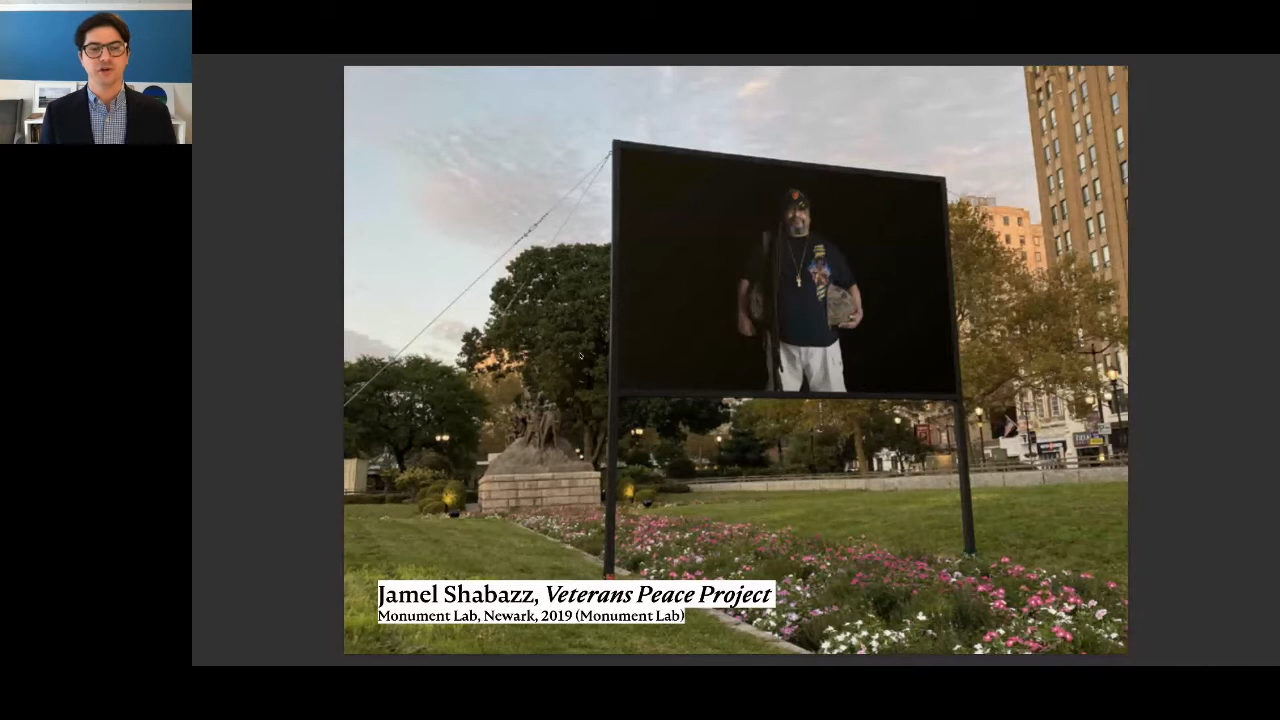 Jamel Shabazz, Veterans Peace Project
Monument Lab, Newark, 2019 (Monument Lab)